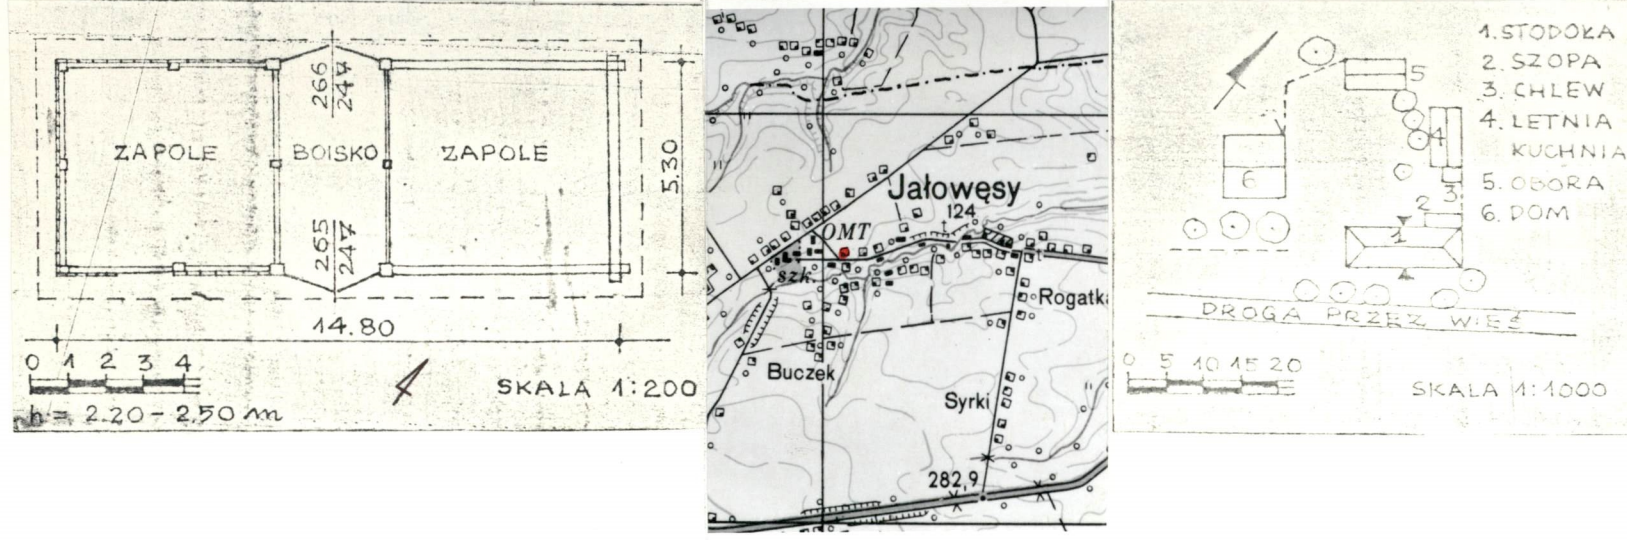 266
247
ZAPOLE
BOISKO
ZAPOLE
5.30
265
247
14.80
0 1 2 3 4
SKALA 1:200
h = 2.20 - 2.50 m
Jałowęsy
124
OMT
szk.
Rogatka
Buczek
Syrki
282,9
1. STODOŁA
2. SZOPA
3. CHLEW
4. LETNIA
KUCHNIA
5. OBORA
6. DOM
5
4
6
3
2
1
DROGA PRZEZ WIEŚ
0 5 10 15 20
SKALA 1:1000